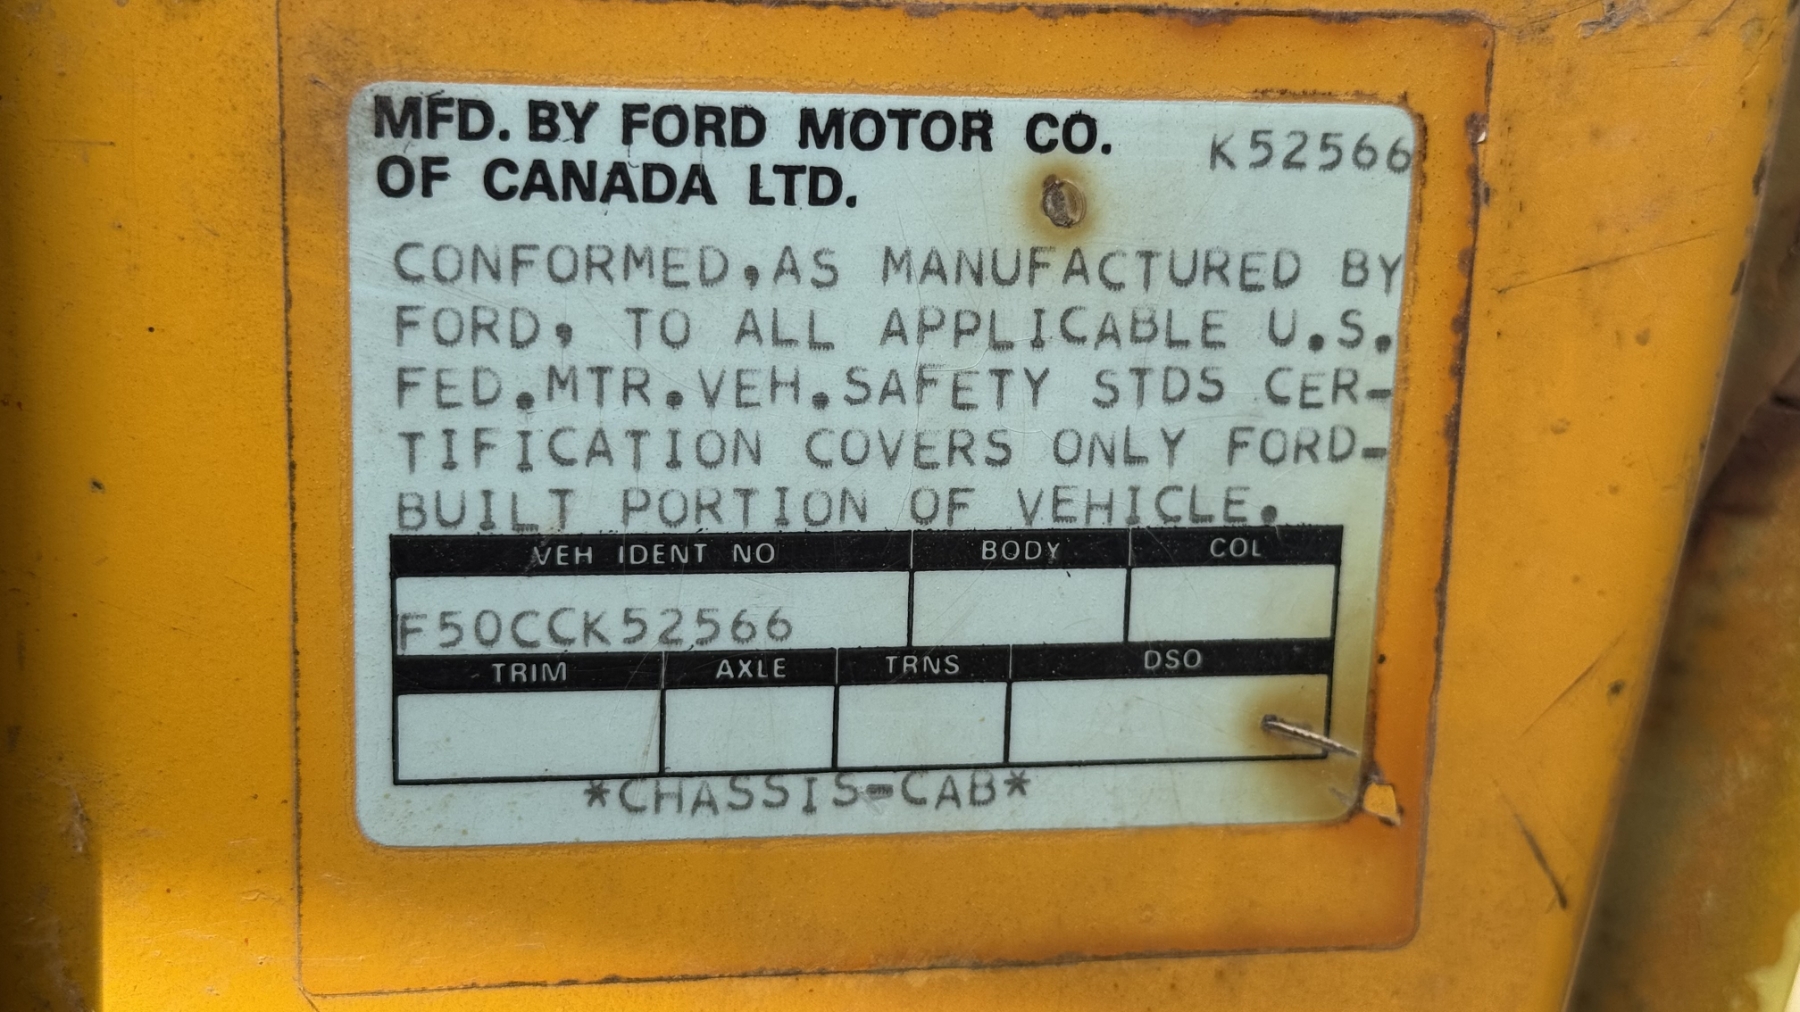 MFD. BY FORD MOTOR CO.
OF CANADA LTD.
K52566
CONFORMED,AS MANUFACTURED BY
FORD, TO ALL APPLICABLE U.S.
FED.MTR.VEH.SAFETY STDS CER-
TIFICATION COVERS ONLY FORD-
BUILT PORTION OF VEHICLE.
VEH IDENT NO BODY COL
F50CCK52566
TRIM AXLE TRNS DSO
*CHASSIS-CAB*